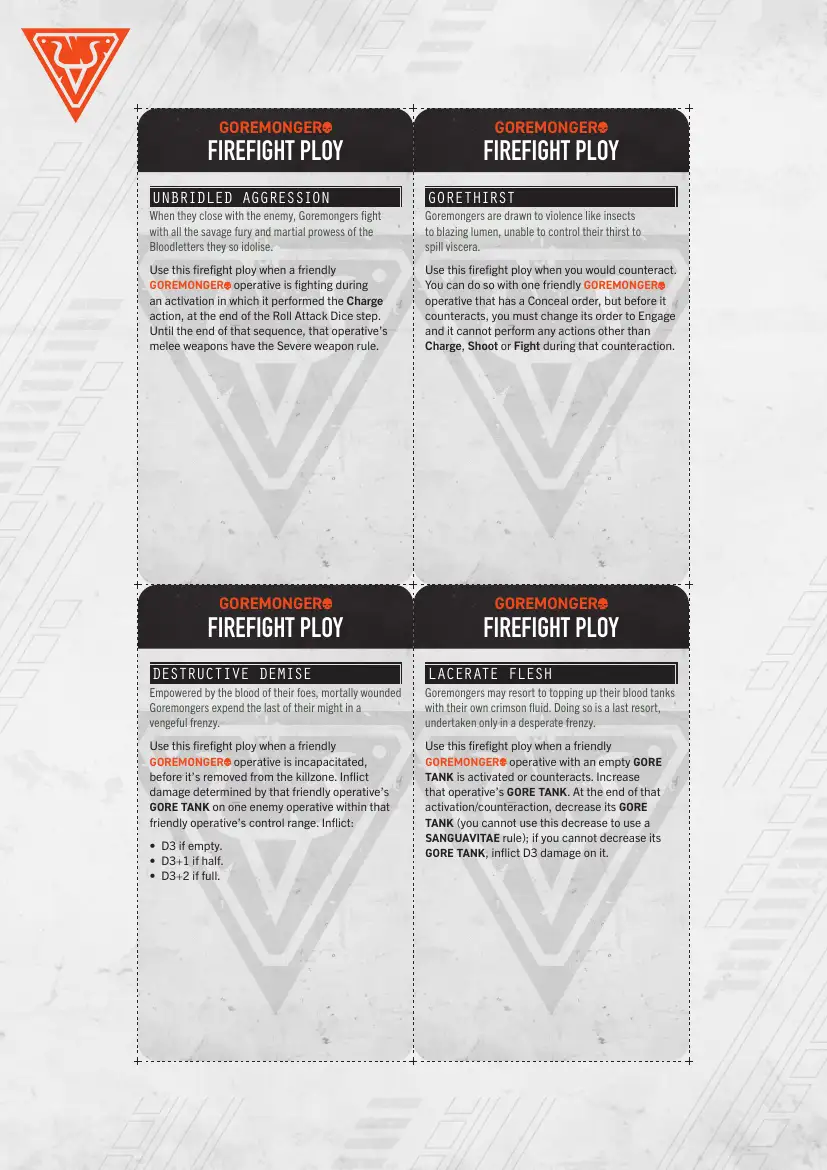 GOREMONGER
FIREFIGHT PLOY
UNBRIDLED AGGRESSION
When they close with the enemy, Goremongers fight
with all the savage fury and martial prowess of the
Bloodletters they so idolise.
Use this firefight ploy when a friendly
GOREMONGER operative is fighting during
an activation in which it performed the Charge
action, at the end of the Roll Attack Dice step.
Until the end of that sequence, that operative's
melee weapons have the Severe weapon rule.
GOREMONGER
FIREFIGHT PLOY
GORETHIRST
Goremongers are drawn to violence like insects
to blazing lumen, unable to control their thirst to
spill viscera.
Use this firefight ploy when you would counteract.
You can do so with one friendly GOREMONGER
operative that has a Conceal order, but before it
counteracts, you must change its order to Engage
and it cannot perform any actions other than
Charge, Shoot or Fight during that counteraction.
GOREMONGER
FIREFIGHT PLOY
DESTRUCTIVE DEMISE
Empowered by the blood of their foes, mortally wounded
Goremongers expend the last of their might in a
vengeful frenzy.
Use this firefight ploy when a friendly
GOREMONGER operative is incapacitated,
before it's removed from the killzone. Inflict
damage determined by that friendly operative's
GORE TANK on one enemy operative within that
friendly operative's control range. Inflict:
• D3 if empty.
• D3+1 if half.
• D3+2 if full.
GOREMONGER
FIREFIGHT PLOY
LACERATE FLESH
Goremongers may resort to topping up their blood tanks
with their own crimson fluid. Doing so is a last resort,
undertaken only in a desperate frenzy.
Use this firefight ploy when a friendly
GOREMONGER operative with an empty GORE
TANK is activated or counteracts. Increase
that operative's GORE TANK. At the end of that
activation/counteraction, decrease its GORE
TANK (you cannot use this decrease to use a
SANGUAVITAE rule); if you cannot decrease its
GORE TANK, inflict D3 damage on it.